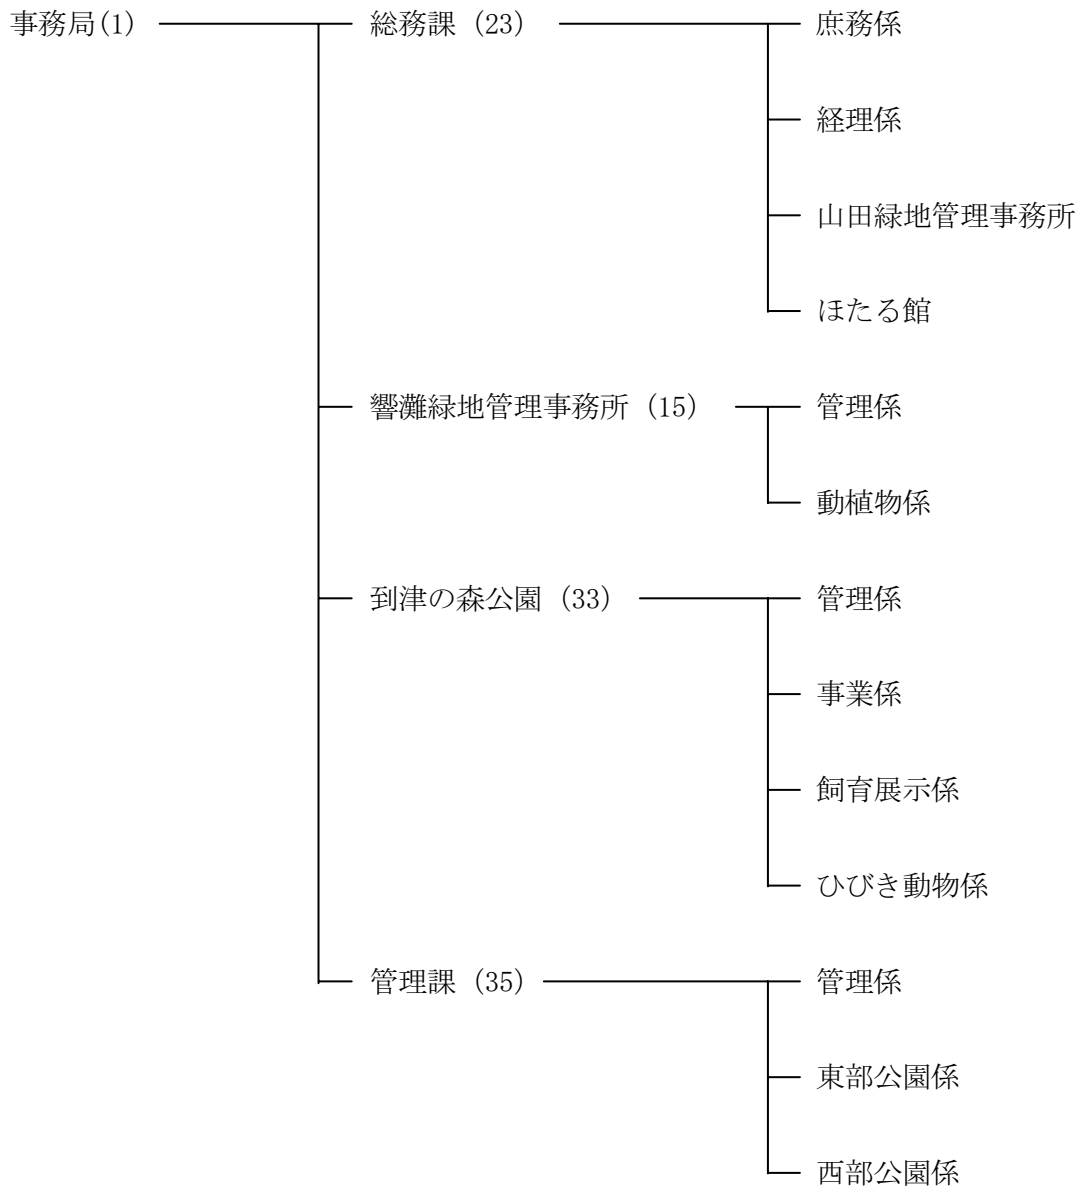 事務局(1) 総務課 (23) 庶務係
経理係
山田緑地管理事務所
ほたる館
響灘緑地管理事務所 (15) 管理係
動植物係
到津の森公園 (33) 管理係
事業係
飼育展示係
ひびき動物係
管理課 (35) 管理係
東部公園係
西部公園係